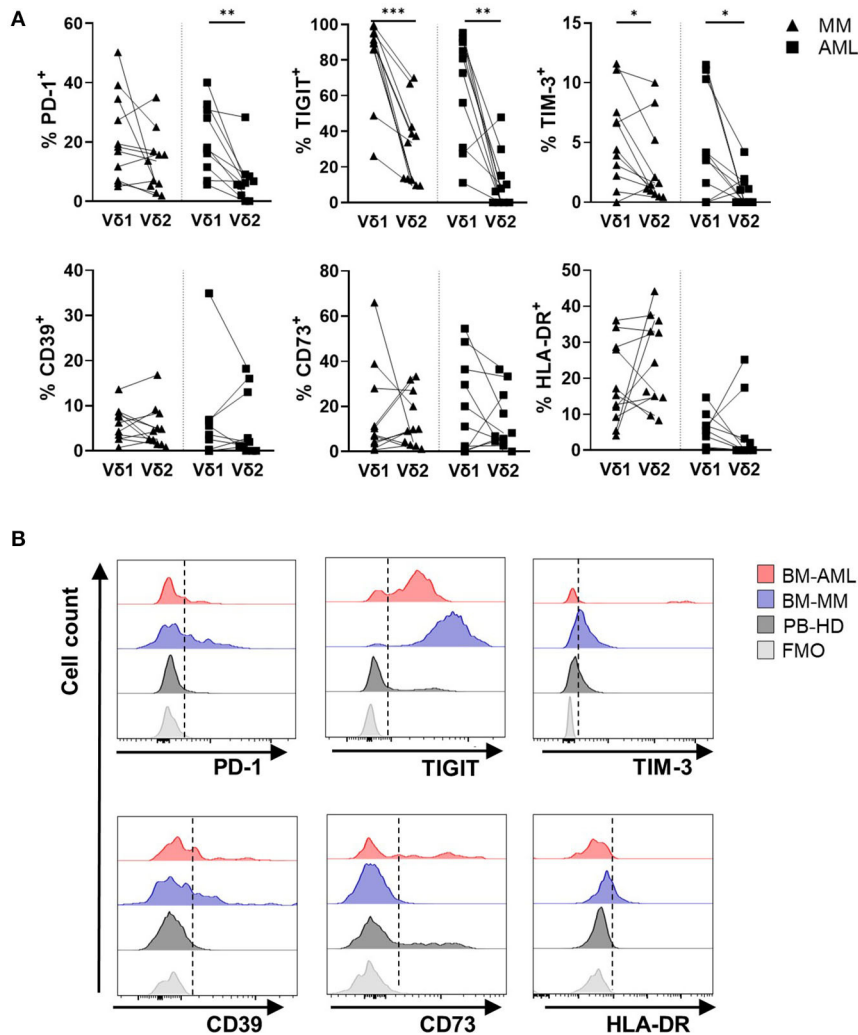 A
% PD-1+
60
40
20
0
Vδ1 Vδ2 Vδ1 Vδ2
**
% TIGIT+
100
80
60
40
20
0
Vδ1 Vδ2 Vδ1 Vδ2
*** **
% TIM-3+
15
10
5
0
Vδ1 Vδ2 Vδ1 Vδ2
* *
MM
AML
% CD39+
40
30
20
10
0
Vδ1 Vδ2 Vδ1 Vδ2
% CD73+
80
60
40
20
0
Vδ1 Vδ2 Vδ1 Vδ2
% HLA-DR+
50
40
30
20
10
0
Vδ1 Vδ2 Vδ1 Vδ2
B
Cell count
PD-1 TIGIT TIM-3
BM-AML
BM-MM
PB-HD
FMO
CD39 CD73 HLA-DR